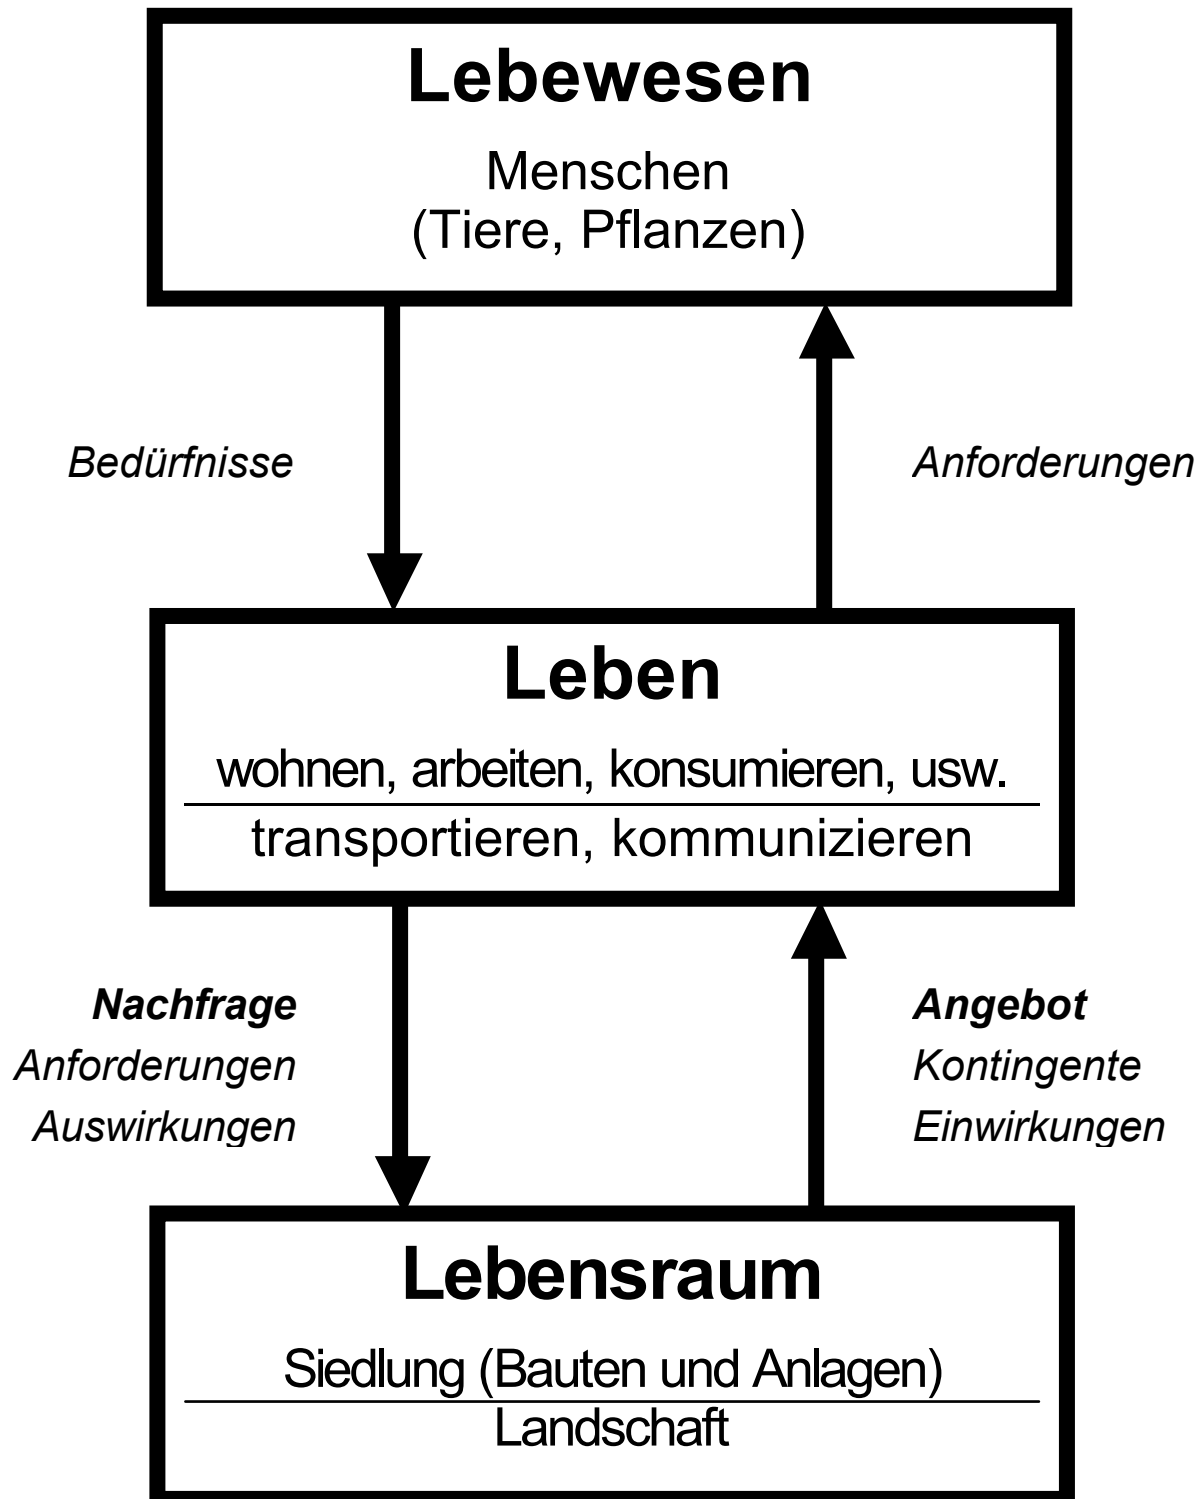 Lebewesen
Menschen
(Tiere, Pflanzen)
Bedürfnisse
Anforderungen
Leben
wohnen, arbeiten, konsumieren, usw.
transportieren, kommunizieren
Nachfrage
Anforderungen
Auswirkungen
Angebot
Kontingente
Einwirkungen
Lebensraum
Siedlung (Bauten und Anlagen)
Landschaft